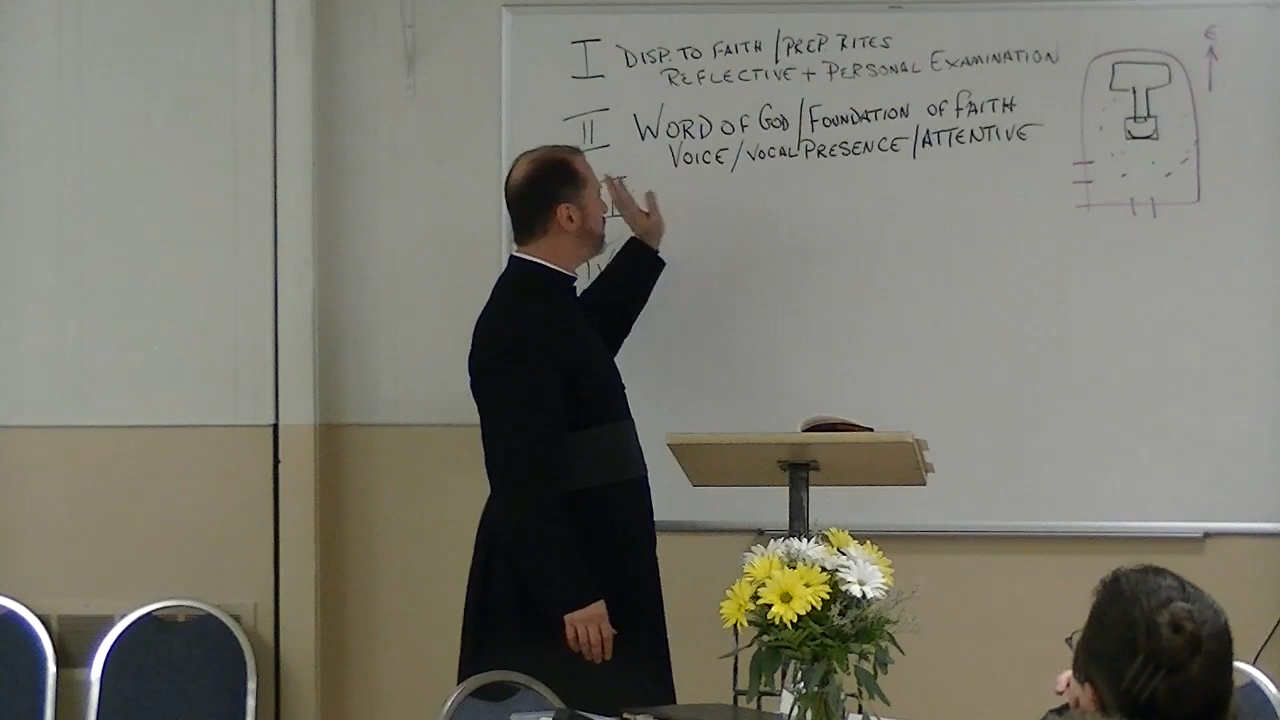 I DISP. TO FAITH / PREP RITES
REFLECTIVE + PERSONAL EXAMINATION
II WORD OF GOD / FOUNDATION OF FAITH
VOICE / VOCAL PRESENCE / ATTENTIVE
E